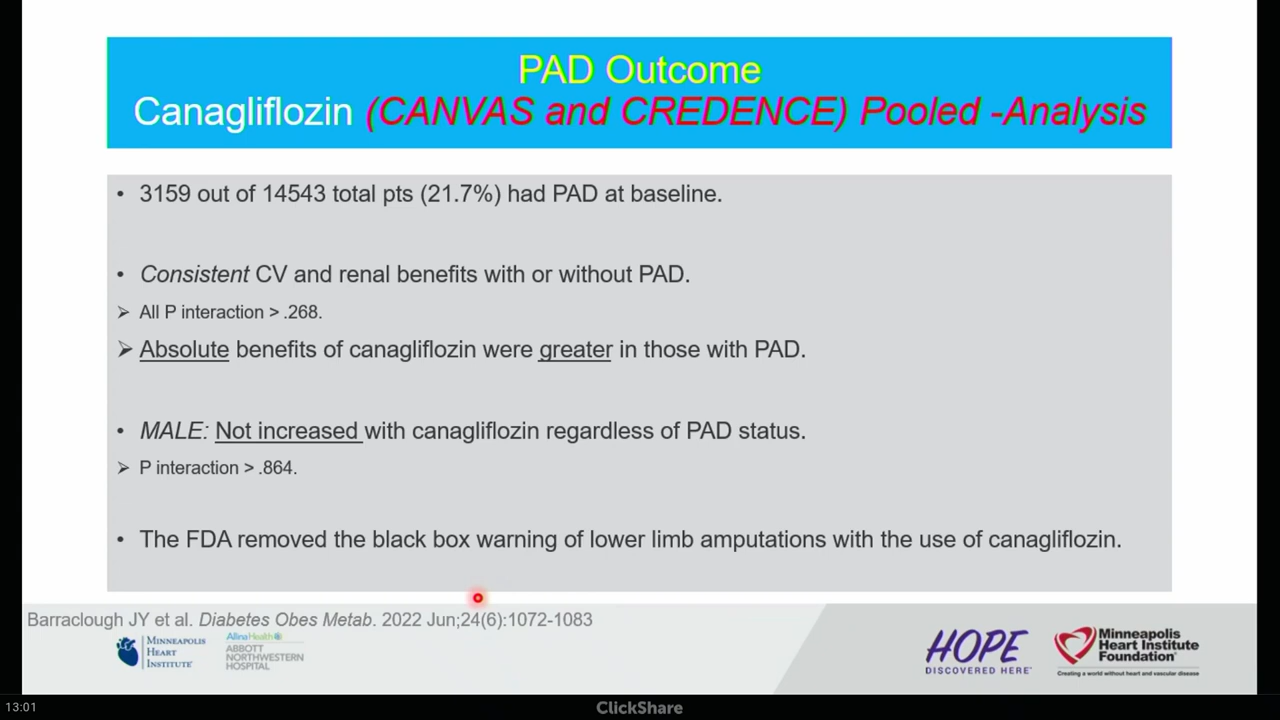 PAD Outcome
Canagliflozin (CANVAS and CREDENCE) Pooled -Analysis
• 3159 out of 14543 total pts (21.7%) had PAD at baseline.
• Consistent CV and renal benefits with or without PAD.
➢ All P interaction > .268.
➢ Absolute benefits of canagliflozin were greater in those with PAD.
• MALE: Not increased with canagliflozin regardless of PAD status.
➢ P interaction > .864.
• The FDA removed the black box warning of lower limb amputations with the use of canagliflozin.
Barraclough JY et al. Diabetes Obes Metab. 2022 Jun;24(6):1072-1083
MINNEAPOLIS
HEART
INSTITUTE
AllinaHealth
ABBOTT
NORTHWESTERN
HOSPITAL
HOPE
DISCOVERED HERE
Minneapolis
Heart Institute
Foundation
Creating a world without heart and vascular disease
13:01
ClickShare